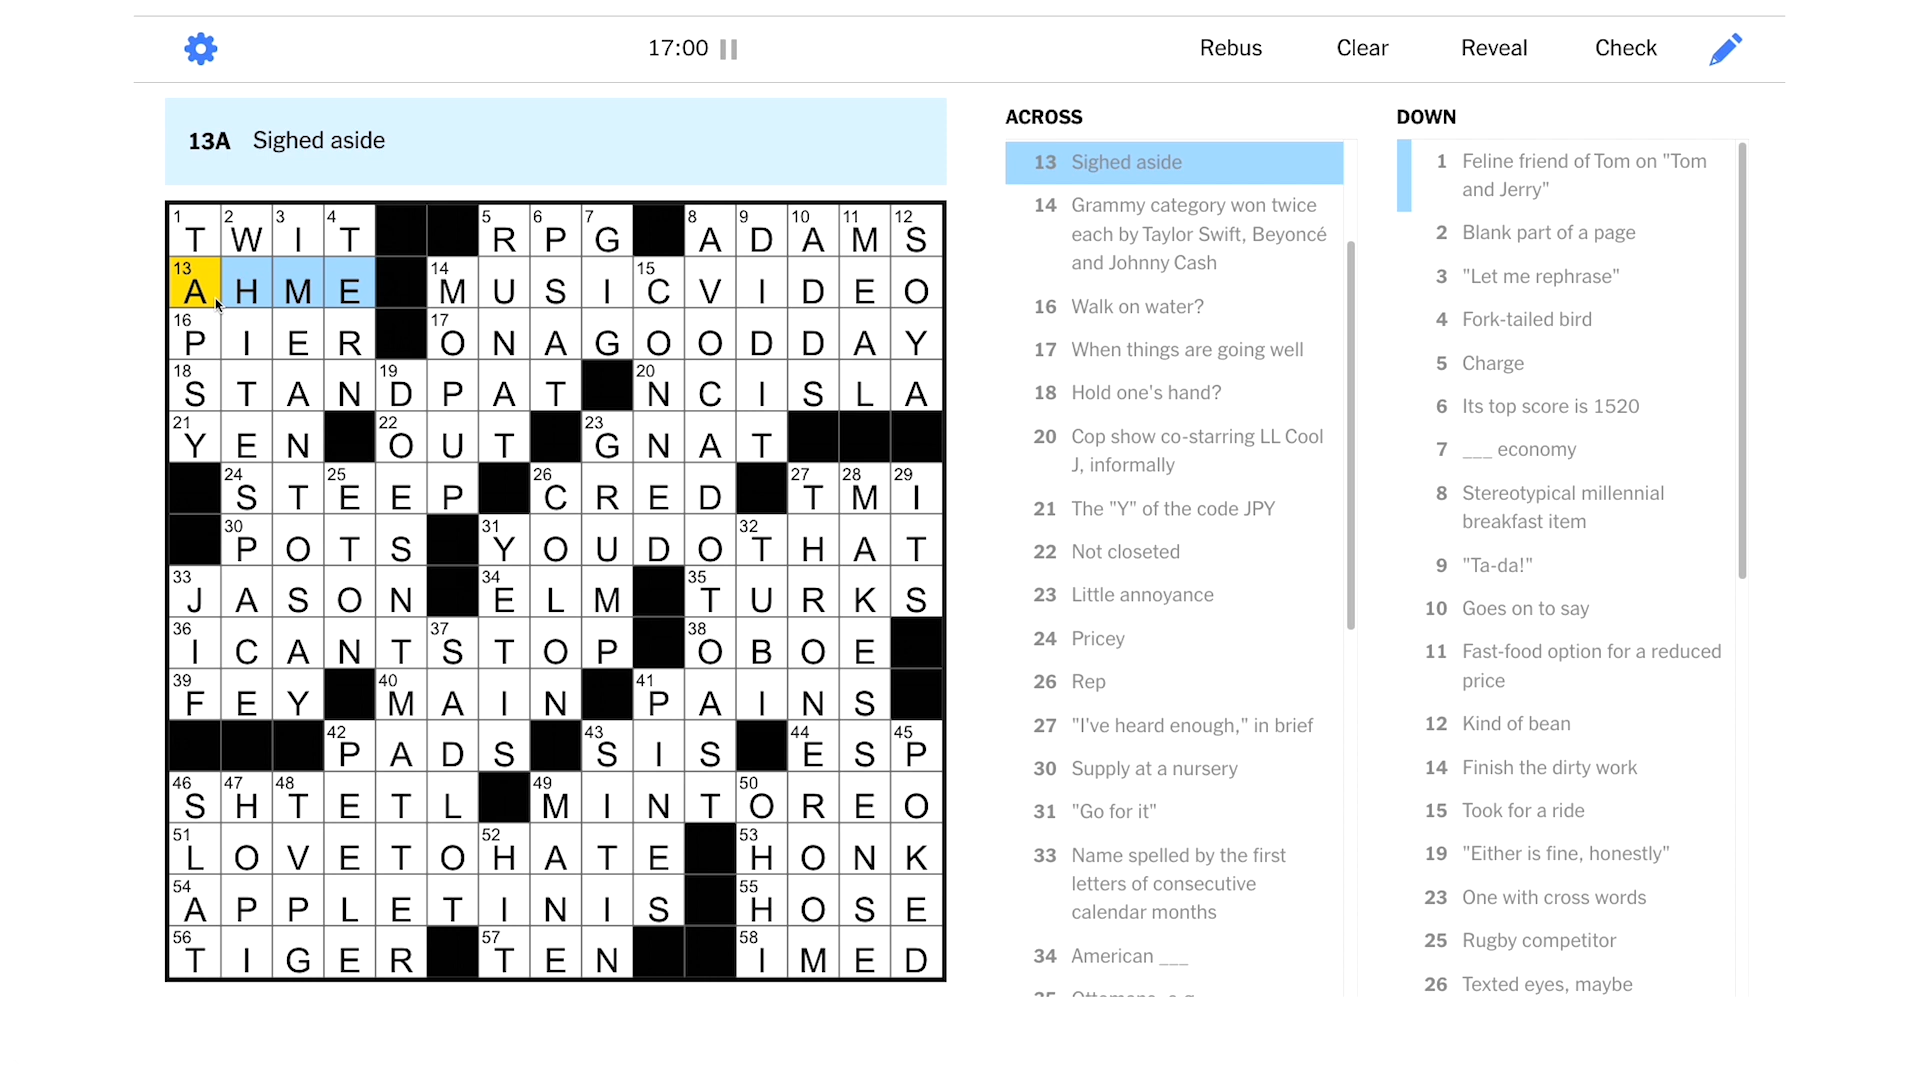 17:00
Rebus Clear Reveal Check
13A Sighed aside
1 2 3 4 5 6 7 8 9 10 11 12
T W I T R P G A D A M S
13 14 15
A H M E M U S I C V I D E O
16 17
P I E R O N A G O O D D A Y
18 19 20
S T A N D P A T N C I S L A
21 22 23
Y E N O U T G N A T
24 25 26 27 28 29
S T E E P C R E D T M I
30 31 32
P O T S Y O U D O T H A T
33 34 35
J A S O N E L M T U R K S
36 37 38
I C A N T S T O P O B O E
39 40 41
F E Y M A I N P A I N S
42 43 44 45
P A D S S I S E S P
46 47 48 49 50
S H T E T L M I N T O R E O
51 52 53
L O V E T O H A T E H O N K
54 55
A P P L E T I N I S H O S E
56 57 58
T I G E R T E N I M E D
ACROSS
13 Sighed aside
14 Grammy category won twice
each by Taylor Swift, Beyoncé
and Johnny Cash
16 Walk on water?
17 When things are going well
18 Hold one's hand?
20 Cop show co-starring LL Cool
J, informally
21 The "Y" of the code JPY
22 Not closeted
23 Little annoyance
24 Pricey
26 Rep
27 "I've heard enough," in brief
30 Supply at a nursery
31 "Go for it"
33 Name spelled by the first
letters of consecutive
calendar months
34 American ___
DOWN
1 Feline friend of Tom on "Tom
and Jerry"
2 Blank part of a page
3 "Let me rephrase"
4 Fork-tailed bird
5 Charge
6 Its top score is 1520
7 ___ economy
8 Stereotypical millennial
breakfast item
9 "Ta-da!"
10 Goes on to say
11 Fast-food option for a reduced
price
12 Kind of bean
14 Finish the dirty work
15 Took for a ride
19 "Either is fine, honestly"
23 One with cross words
25 Rugby competitor
26 Texted eyes, maybe